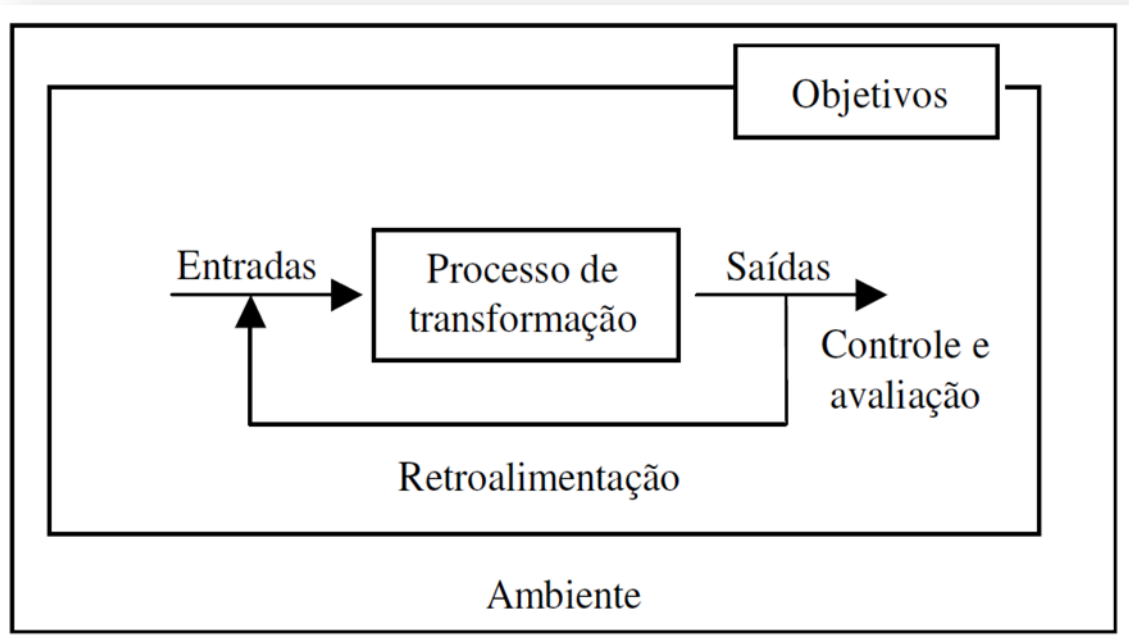 Objetivos
Entradas
Processo de
transformação
Saídas
Controle e
avaliação
Retroalimentação
Ambiente